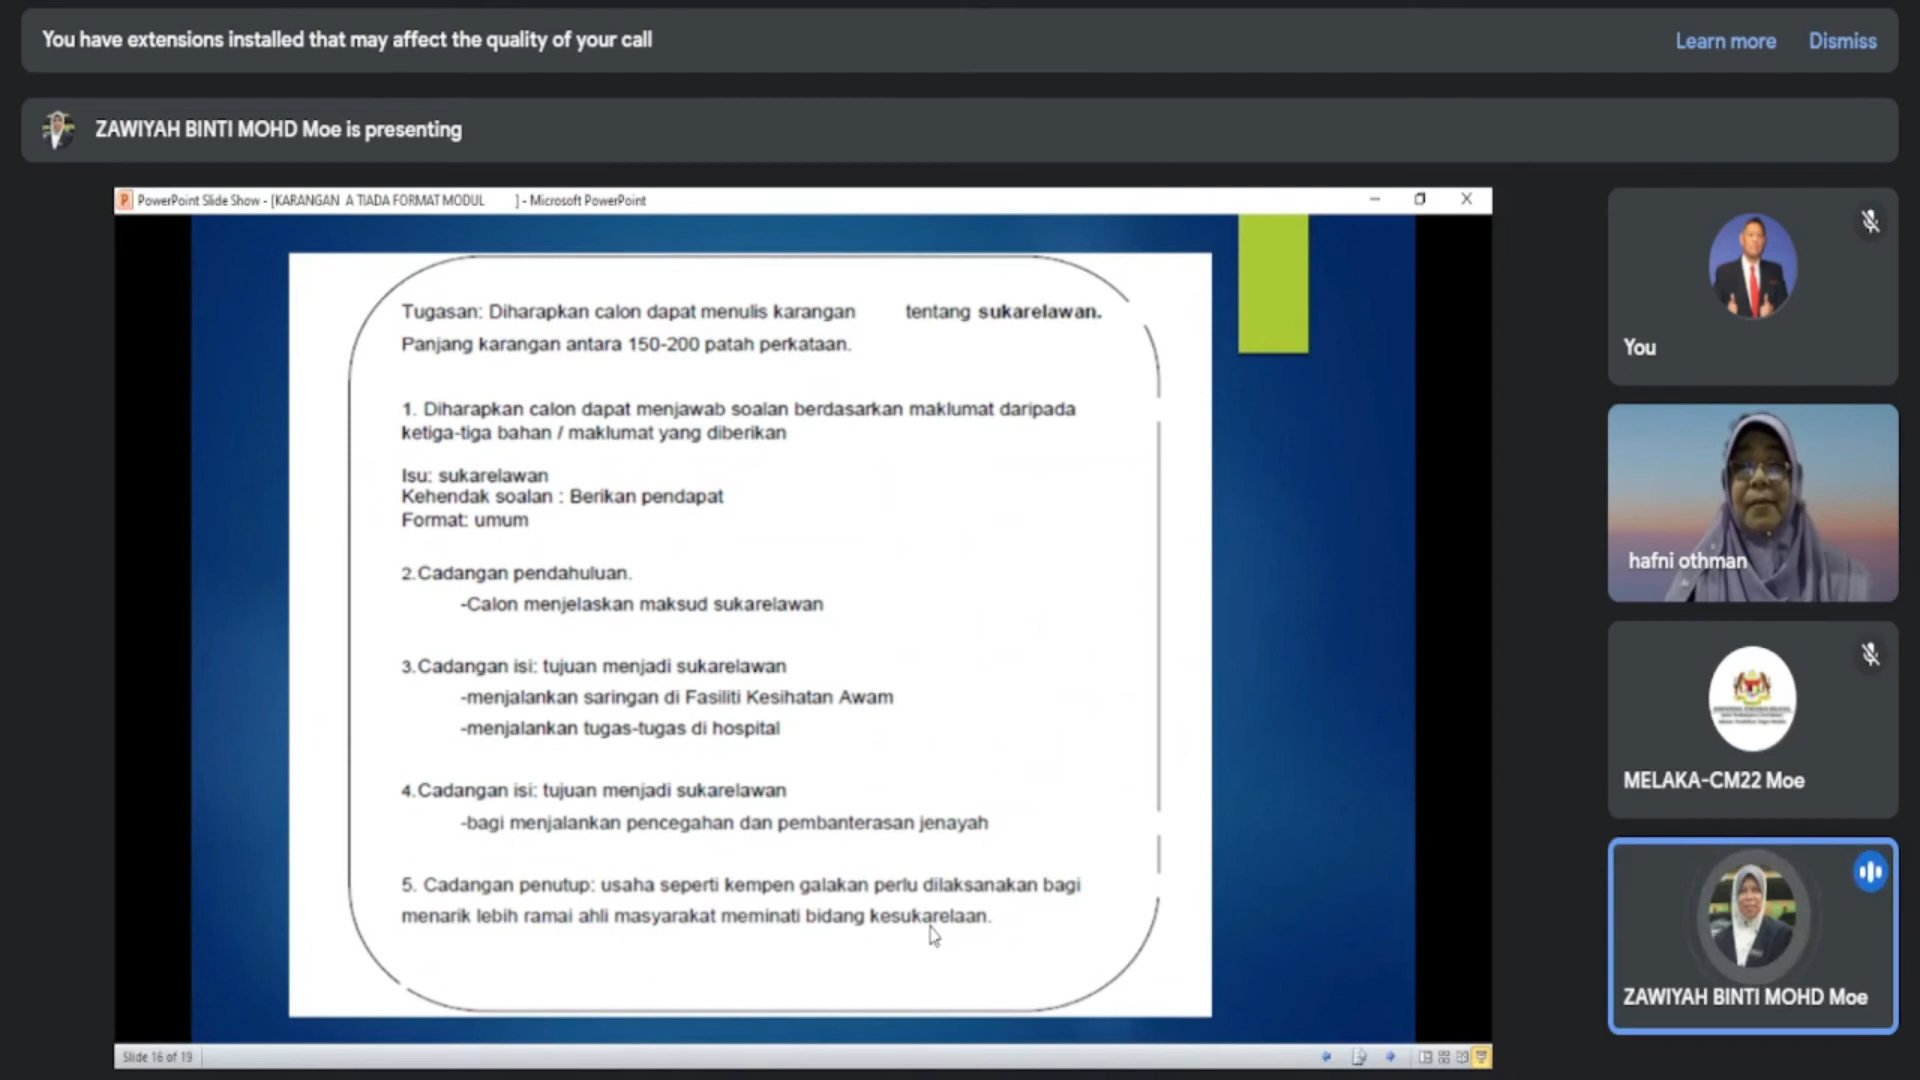 You have extensions installed that may affect the quality of your call
Learn more
Dismiss
ZAWIYAH BINTI MOHD Moe is presenting
PowerPoint Slide Show - [KARANGAN A TIADA FORMAT MODUL ] - Microsoft PowerPoint
Tugasan: Diharapkan calon dapat menulis karangan tentang sukarelawan.
Panjang karangan antara 150-200 patah perkataan.
1. Diharapkan calon dapat menjawab soalan berdasarkan maklumat daripada
ketiga-tiga bahan / maklumat yang diberikan
Isu: sukarelawan
Kehendak soalan : Berikan pendapat
Format: umum
2.Cadangan pendahuluan.
-Calon menjelaskan maksud sukarelawan
3.Cadangan isi: tujuan menjadi sukarelawan
-menjalankan saringan di Fasiliti Kesihatan Awam
-menjalankan tugas-tugas di hospital
4.Cadangan isi: tujuan menjadi sukarelawan
-bagi menjalankan pencegahan dan pembanterasan jenayah
5. Cadangan penutup: usaha seperti kempen galakan perlu dilaksanakan bagi
menarik lebih ramai ahli masyarakat meminati bidang kesukarelaan.
Slide 16 of 19
You
hafni othman
MELAKA-CM22 Moe
ZAWIYAH BINTI MOHD Moe